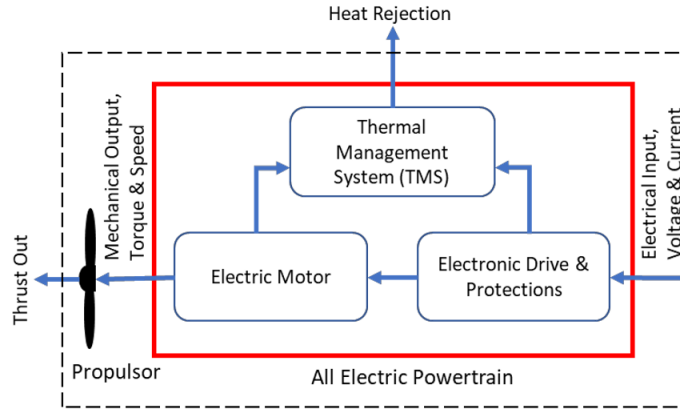 Heat Rejection
Thermal
Management
System (TMS)
Mechanical Output,
Torque & Speed
Electrical Input,
Voltage & Current
Electric Motor
Electronic Drive &
Protections
Thrust Out
Propulsor
All Electric Powertrain